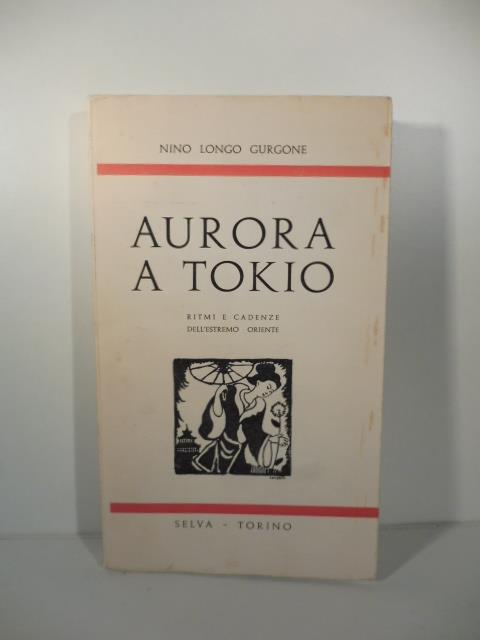 NINO LONGO GURGONE
AURORA
A TOKIO
RITMI E CADENZE
DELL'ESTREMO ORIENTE
SELVA - TORINO